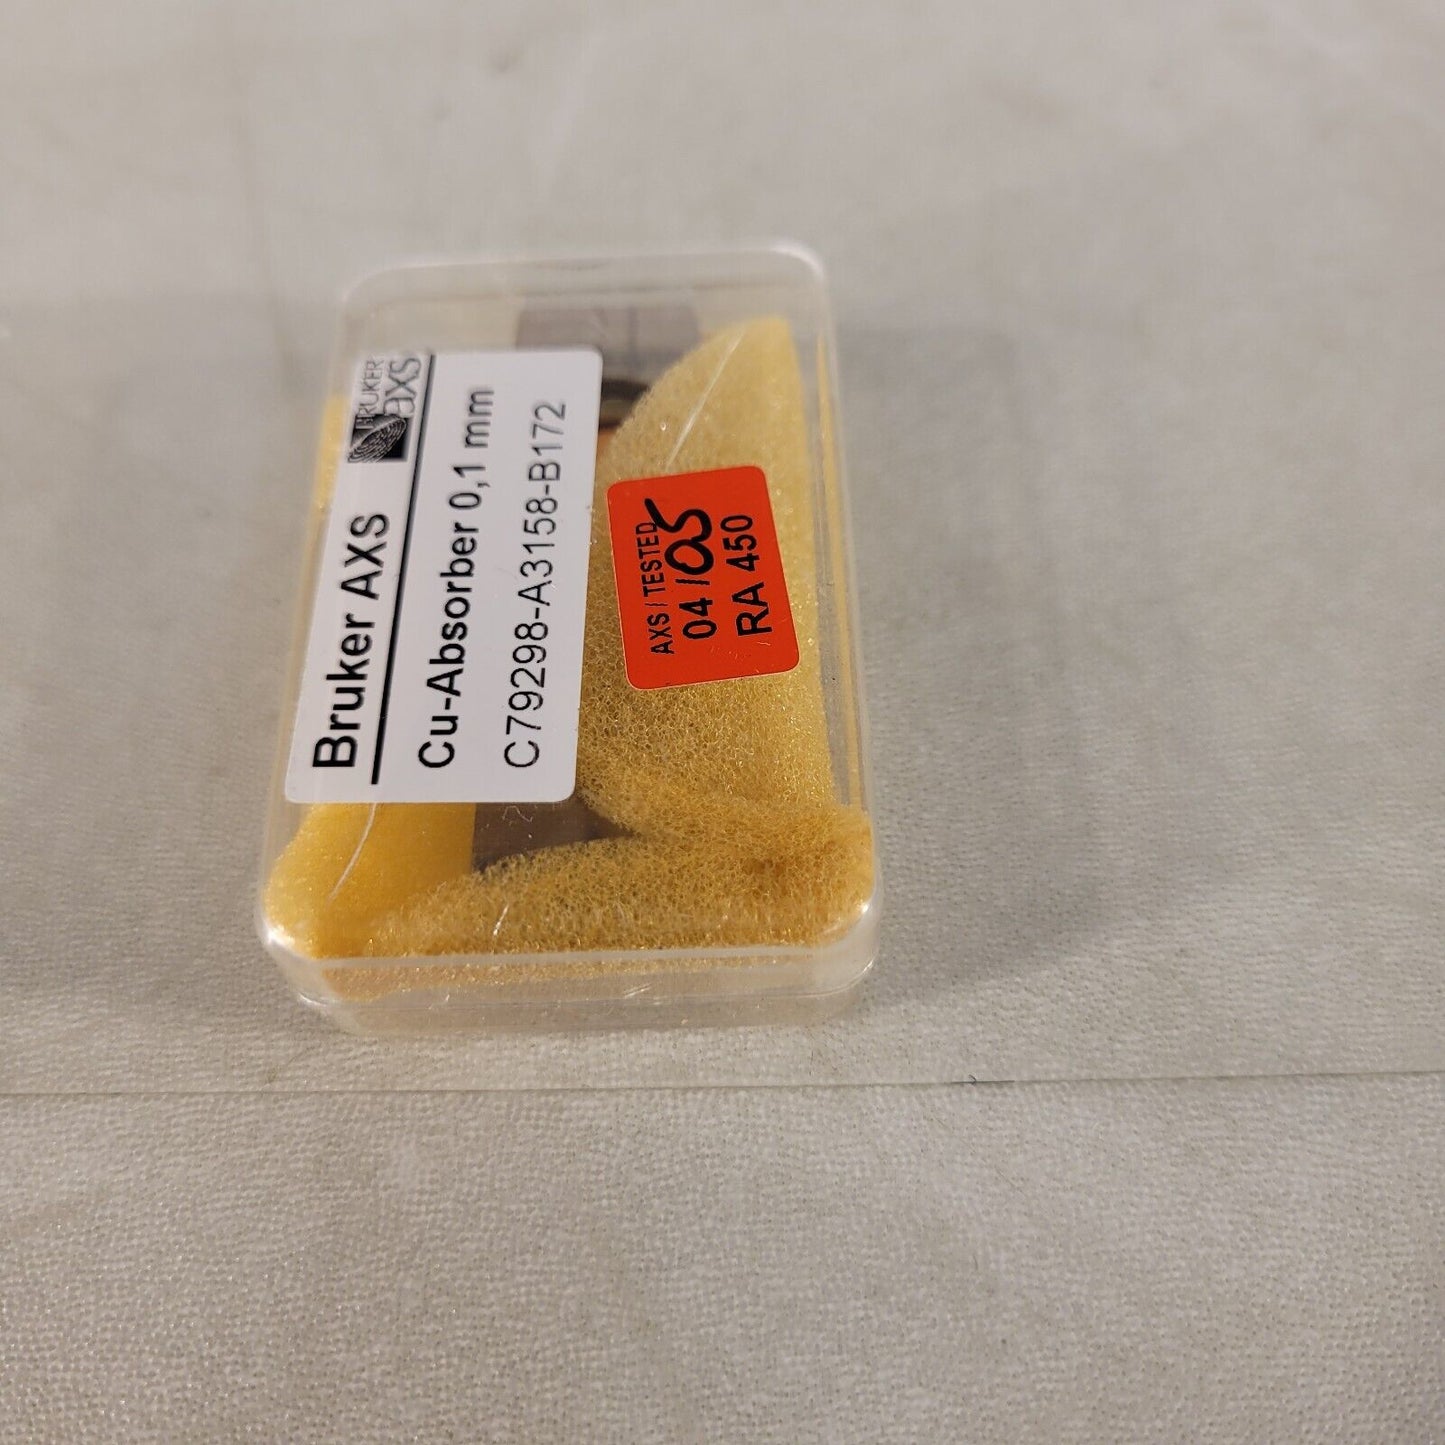 Bruker AXS
BRUKER
axs
Cu-Absorber 0,1 mm
C79298-A3158-B172
AXS / TESTED
04 / 05
RA 450